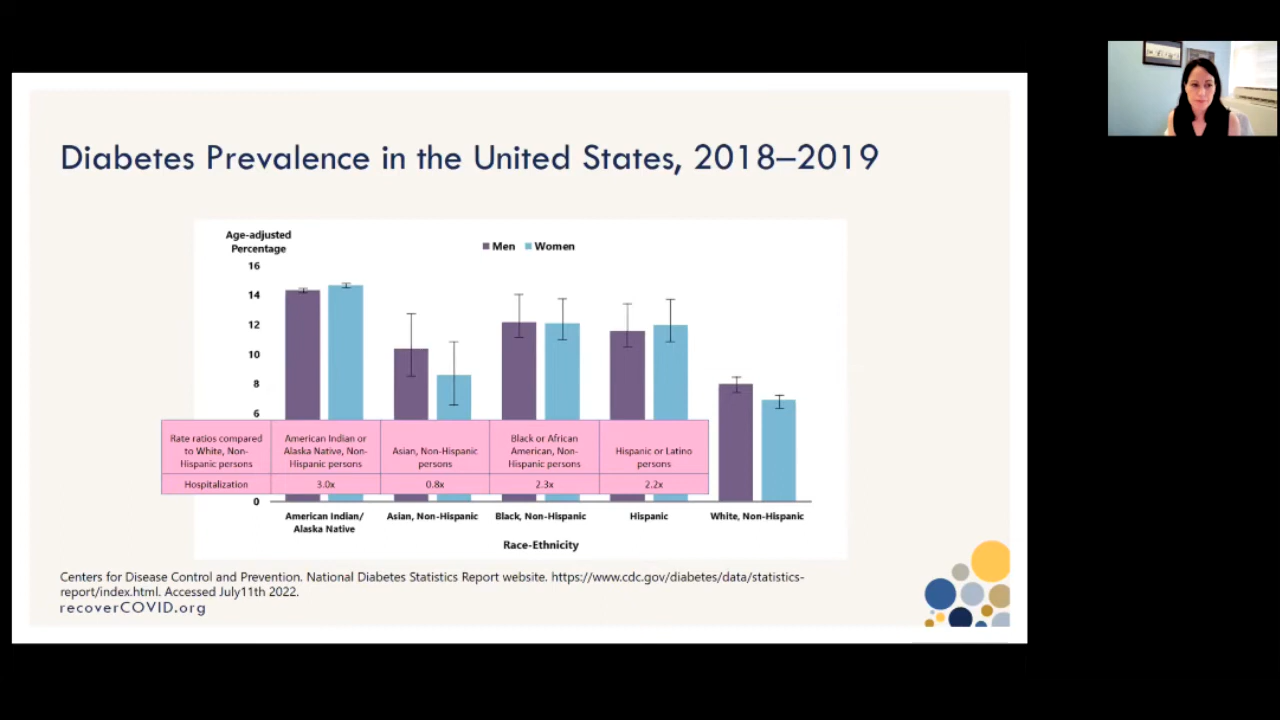 Diabetes Prevalence in the United States, 2018–2019
Age-adjusted
Percentage
Men Women
16
14
12
10
8
6
Rate ratios compared
to White, Non-
Hispanic persons
American Indian or
Alaska Native, Non-
Hispanic persons
Asian, Non-Hispanic
persons
Black or African
American, Non-
Hispanic persons
Hispanic or Latino
persons
Hospitalization 3.0x 0.8x 2.3x 2.2x
0
American Indian/
Alaska Native
Asian, Non-Hispanic
Black, Non-Hispanic
Hispanic
White, Non-Hispanic
Race-Ethnicity
Centers for Disease Control and Prevention. National Diabetes Statistics Report website. https://www.cdc.gov/diabetes/data/statistics-
report/index.html. Accessed July11th 2022.
recoverCOVID.org